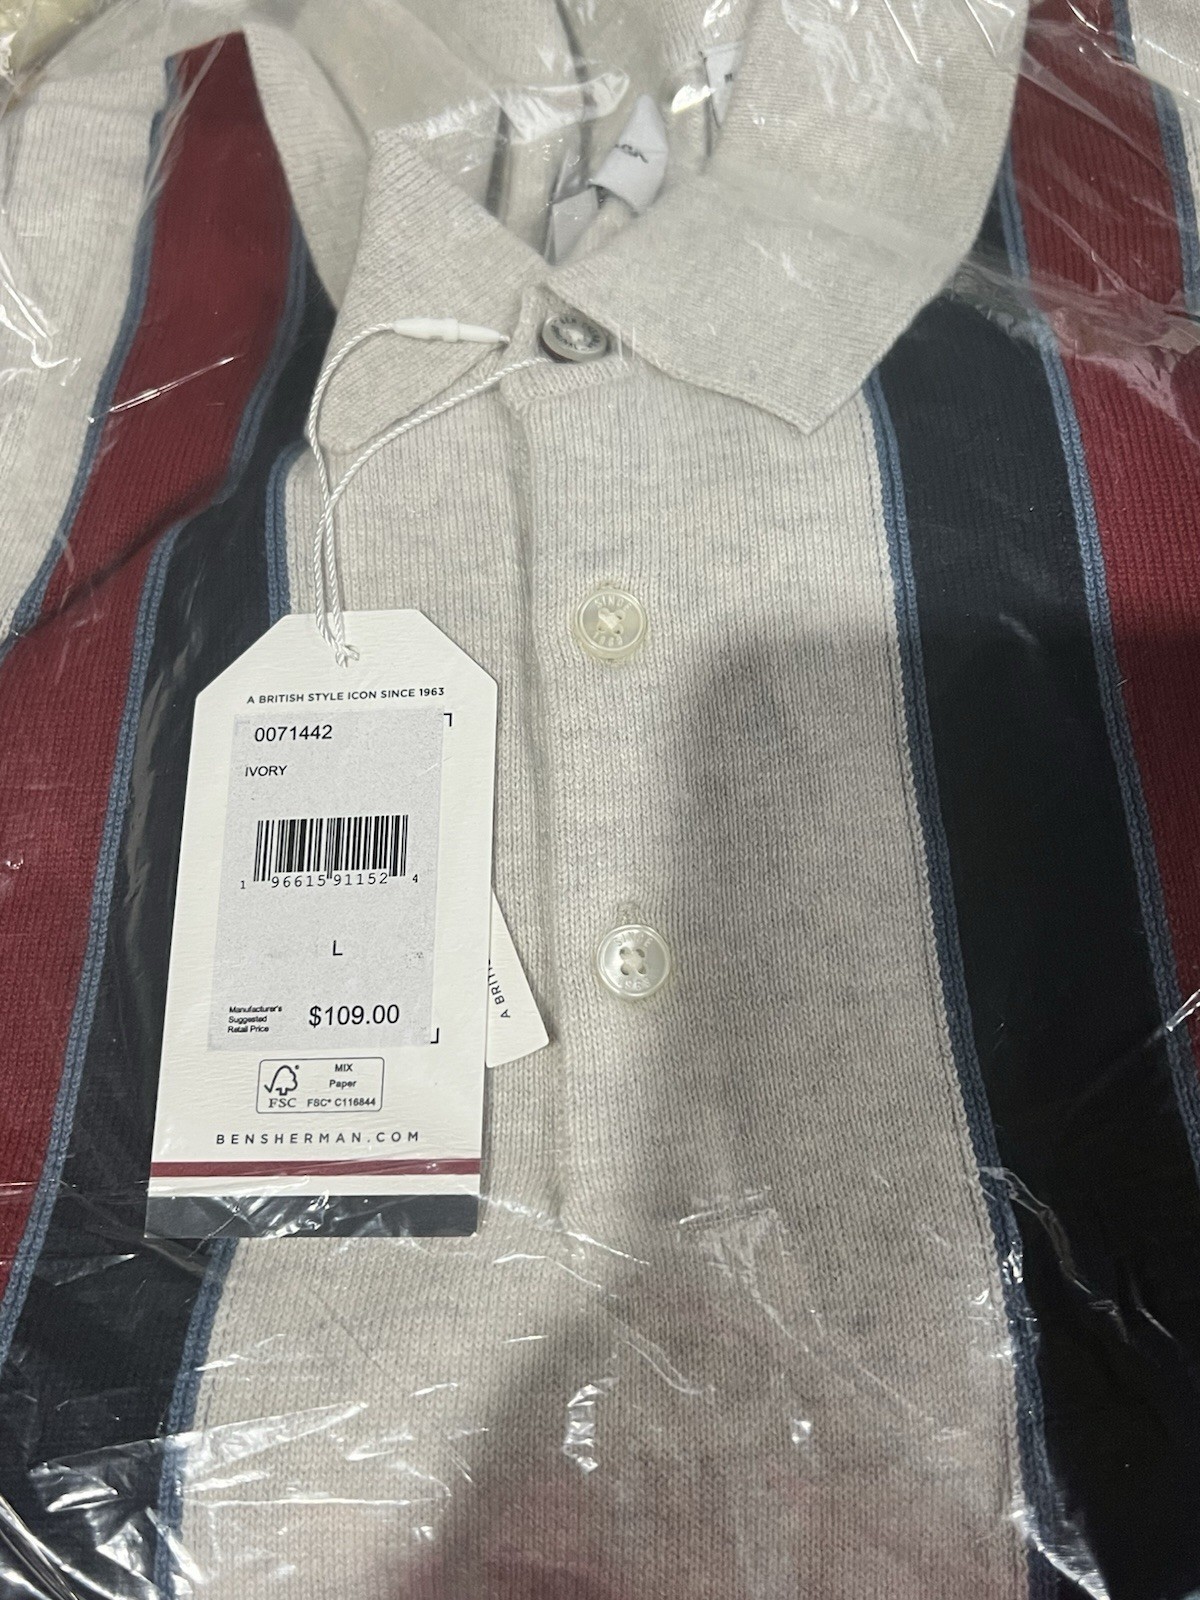 A BRITISH STYLE ICON SINCE 1963
0071442
IVORY
1 96615 91152 4
L
Manufacturer's
Suggested
Retail Price
$109.00
MIX
Paper
FSC
FSC® C116844
BENSHERMAN.COM
A BRITI